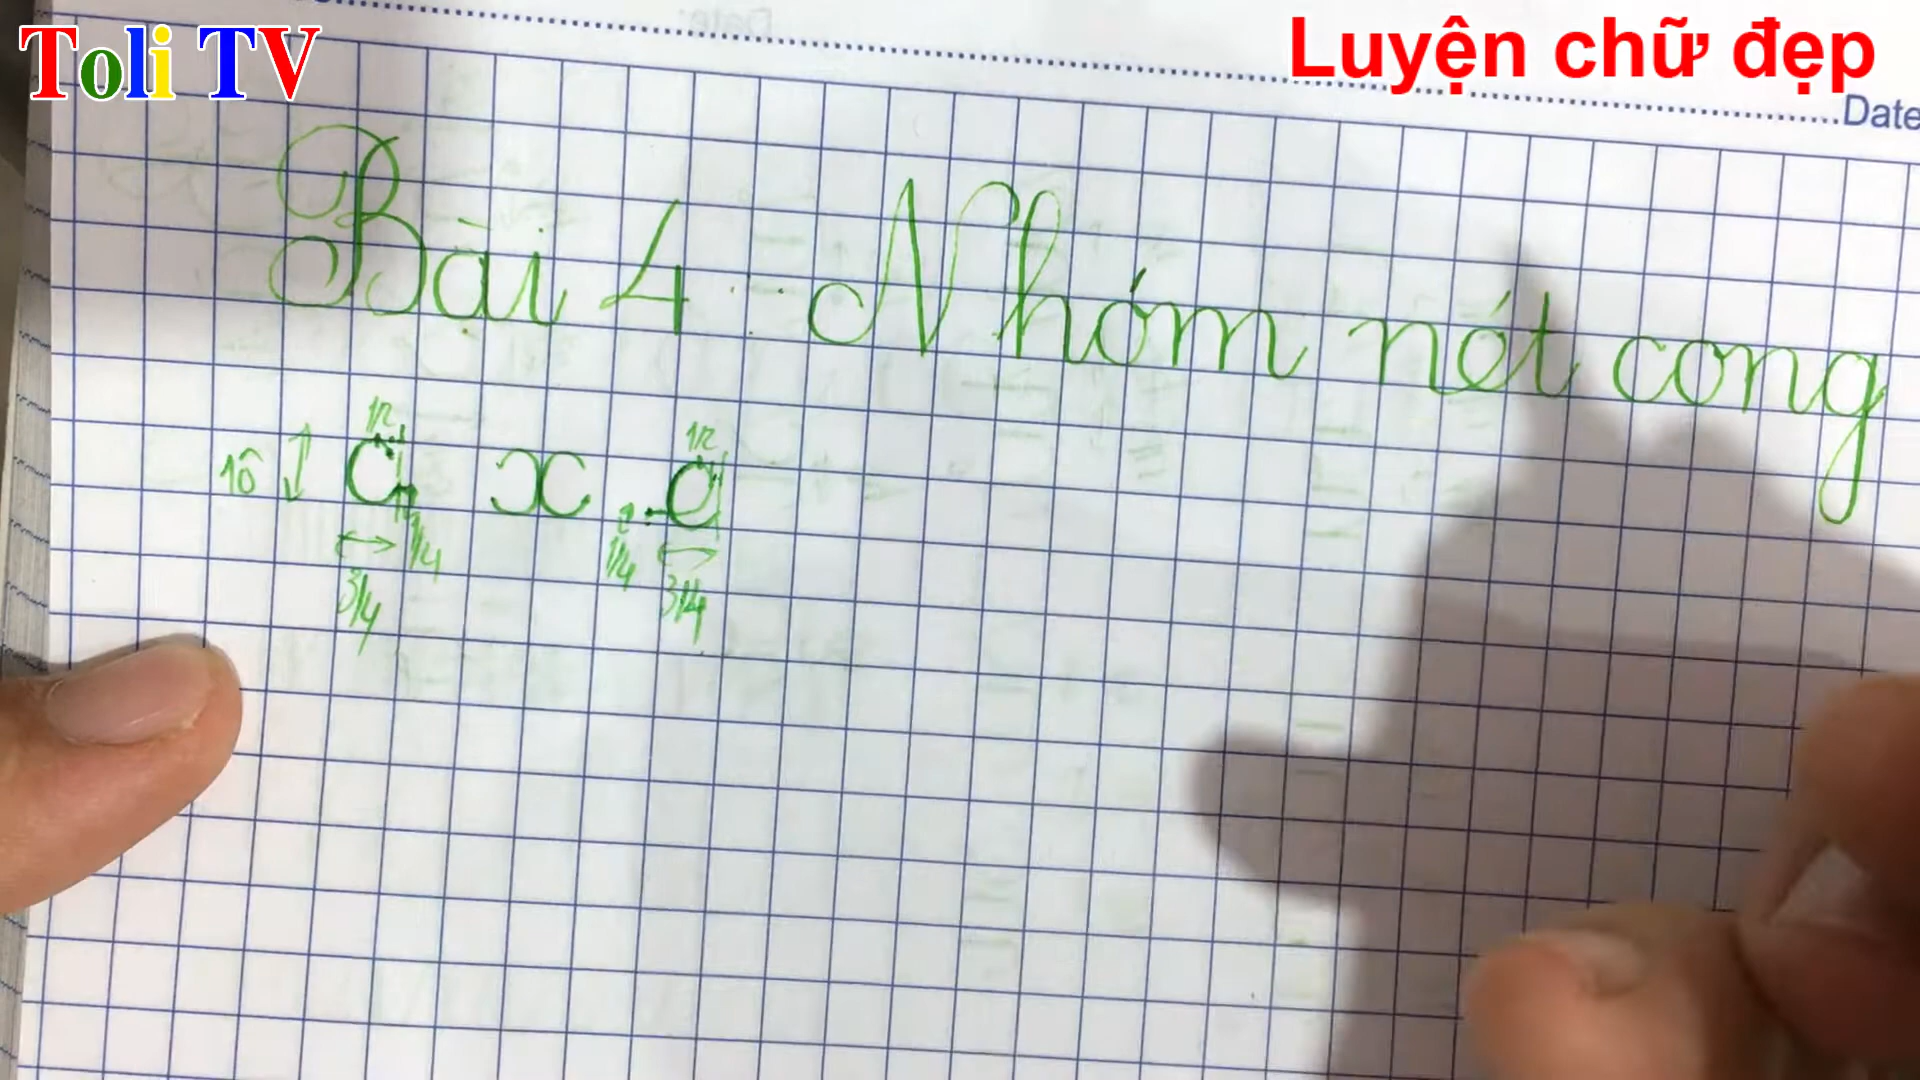 Toli TV
Luyện chữ đẹp
Date
Bài 4: Nhóm nét cong
1/2 1/2
1ô c x c
1/4 1/4
3/4 3/4